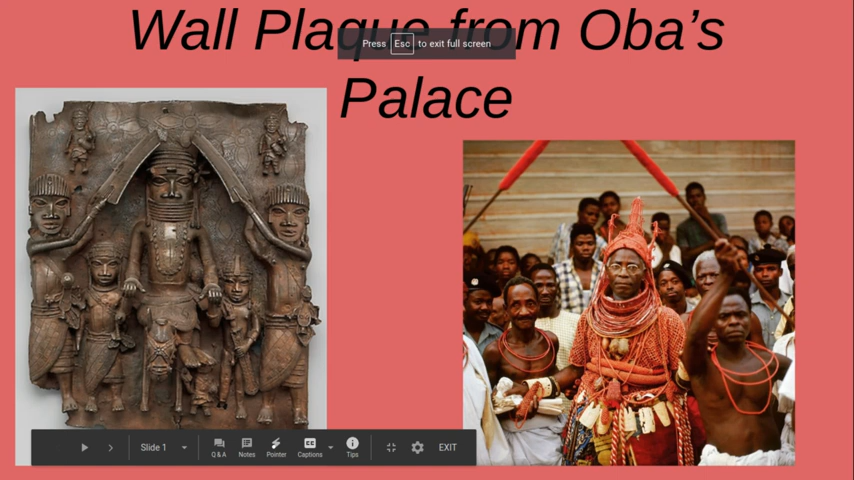 Wall Plaque from Oba's
Press Esc to exit full screen
Palace
Slide 1
Q & A
Notes
Pointer
Captions
Tips
EXIT